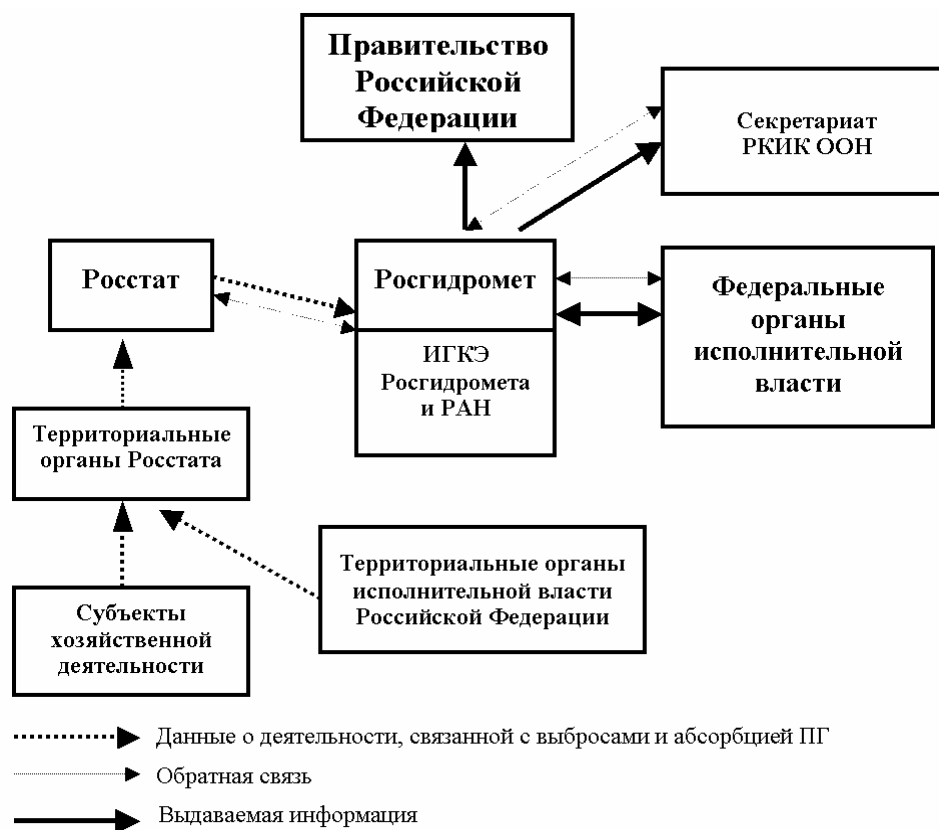 Правительство
Российской
Федерации
Секретариат
РКИК ООН
Росстат
Росгидромет
ИГКЭ
Росгидромета
и РАН
Федеральные
органы
исполнительной
власти
Территориальные
органы Росстата
Территориальные органы
исполнительной власти
Российской Федерации
Субъекты
хозяйственной
деятельности
Данные о деятельности, связанной с выбросами и абсорбцией ПГ
Обратная связь
Выдаваемая информация